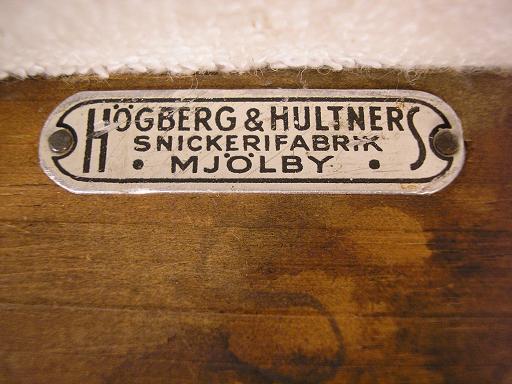 HÖGBERG & HULTNERS
SNICKERIFABRIK
• MJÖLBY •